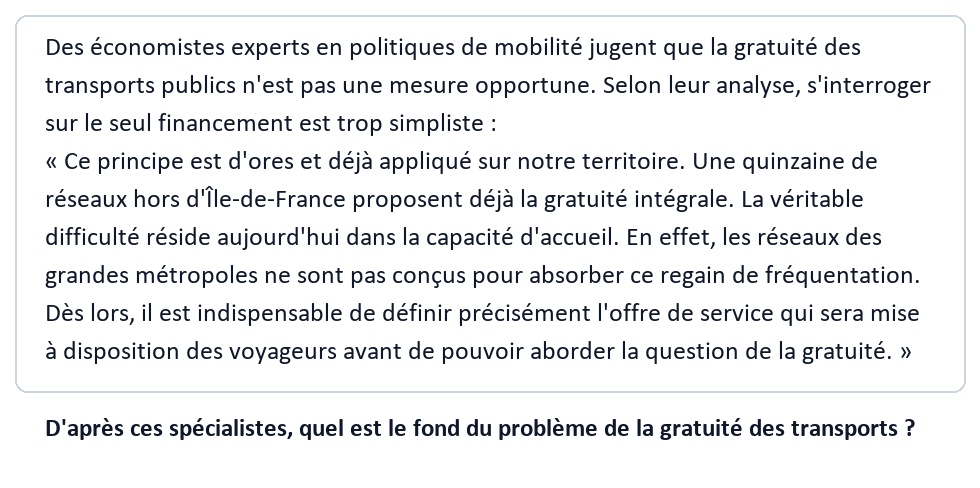 Des économistes experts en politiques de mobilité jugent que la gratuité des
transports publics n'est pas une mesure opportune. Selon leur analyse, s'interroger
sur le seul financement est trop simpliste :
« Ce principe est d'ores et déjà appliqué sur notre territoire. Une quinzaine de
réseaux hors d'Île-de-France proposent déjà la gratuité intégrale. La véritable
difficulté réside aujourd'hui dans la capacité d'accueil. En effet, les réseaux des
grandes métropoles ne sont pas conçus pour absorber ce regain de fréquentation.
Dès lors, il est indispensable de définir précisément l'offre de service qui sera mise
à disposition des voyageurs avant de pouvoir aborder la question de la gratuité. »
D'après ces spécialistes, quel est le fond du problème de la gratuité des transports ?